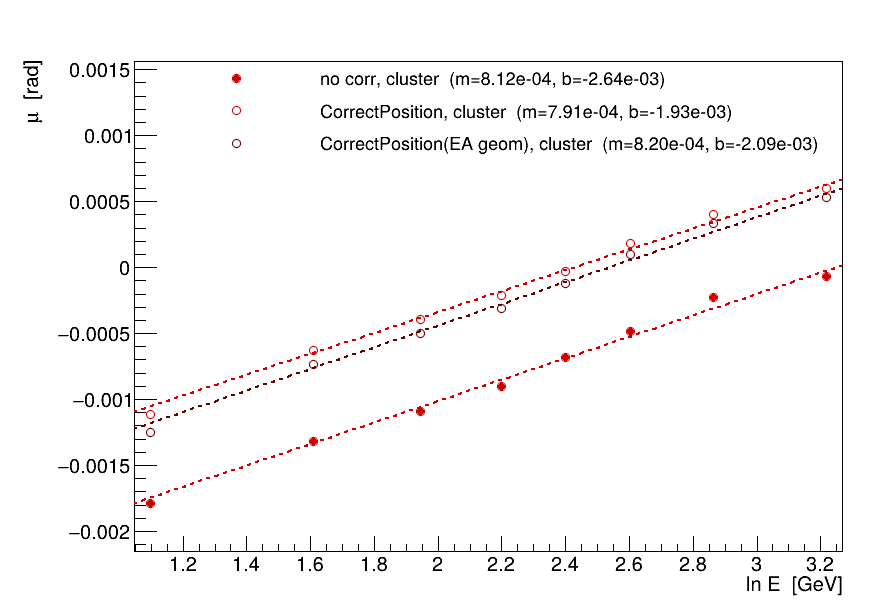 μ [rad]
0.0015
0.001
0.0005
0
−0.0005
−0.001
−0.0015
−0.002
no corr, cluster (m=8.12e-04, b=-2.64e-03)
CorrectPosition, cluster (m=7.91e-04, b=-1.93e-03)
CorrectPosition(EA geom), cluster (m=8.20e-04, b=-2.09e-03)
1.2 1.4 1.6 1.8 2 2.2 2.4 2.6 2.8 3 3.2
ln E [GeV]